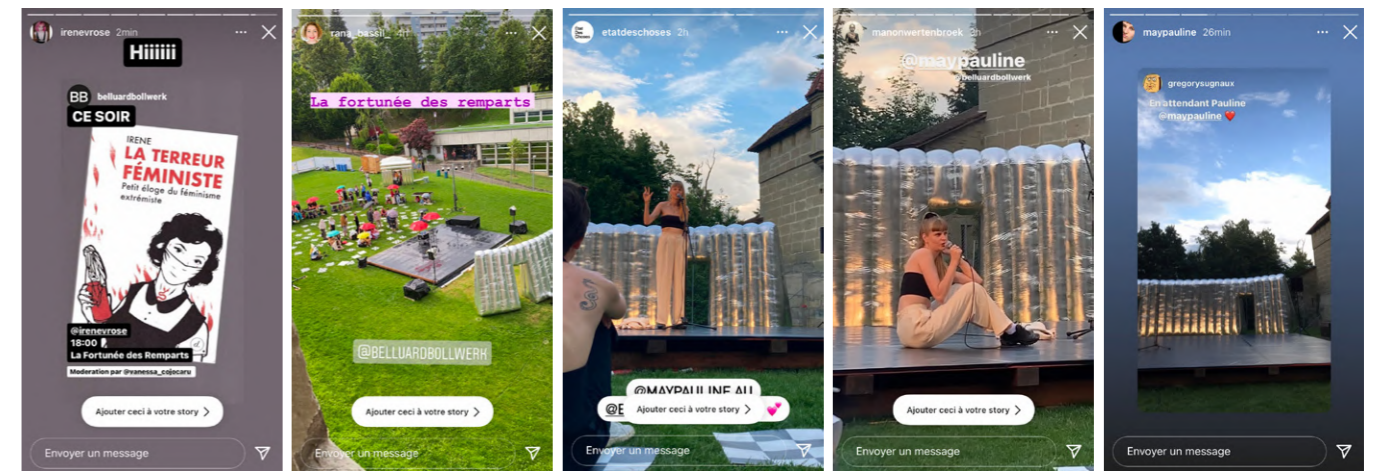 irenevrose 2min
Hiiiiii
BB belluardbollwerk
CE SOIR
IRENE
LA TERREUR
FÉMINISTE
Petit éloge du féminisme
extrémiste
@irenevrose
18:00
La Fortunée des Remparts
Moderation par @vanessa_cojocaru
Ajouter ceci à votre story
Envoyer un message
rana_bassil_ 4h
La fortunée des remparts
@BELLUARDBOLLWERK
Ajouter ceci à votre story
Envoyer un message
etatdeschoses 2h
@MAYPAULINE AU
Ajouter ceci à votre story
Envoyer un message
manonwertenbroek
@maypauline
@belluardbollwerk
Ajouter ceci à votre story
Envoyer un message
maypauline 26min
gregorysugnaux
En attendant Pauline
@maypauline
Envoyer un message